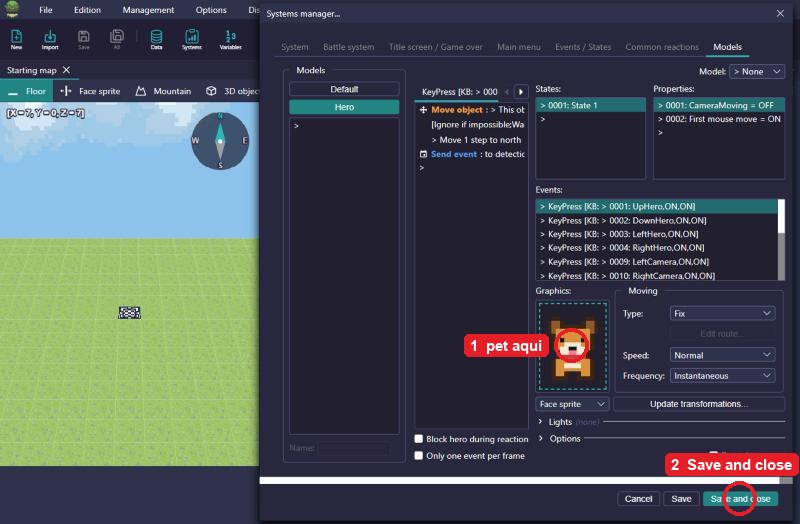 Systems manager...
File Edition Management Options Dis
New Import Save All Data Systems Variables
System Battle system Title screen / Game over Main menu Events / States Common reactions Models
Starting map
Model: > None
Floor Face sprite Mountain 3D object
[X = 7, Y = 0, Z = 7]
N
W E
S
Models
Default
Hero
>
Name:
KeyPress [KB: > 000
Move object : > This ob
[Ignore if impossible;Wa
> Move 1 step to north
Send event : to detectio
>
Block hero during reaction
Only one event per frame
States:
> 0001: State 1
>
Properties:
> 0001: CameraMoving = OFF
> 0002: First mouse move = ON
>
Events:
> KeyPress [KB: > 0001: UpHero,ON,ON]
> KeyPress [KB: > 0002: DownHero,ON,ON]
> KeyPress [KB: > 0003: LeftHero,ON,ON]
> KeyPress [KB: > 0004: RightHero,ON,ON]
> KeyPress [KB: > 0009: LeftCamera,ON,ON]
> KeyPress [KB: > 0010: RightCamera,ON,ON]
Graphics:
1 pet aqui
Face sprite
Moving
Type: Fix
Edit route...
Speed: Normal
Frequency: Instantaneous
Update transformations...
Lights (none)
Options
2 Save and close
Cancel Save Save and close